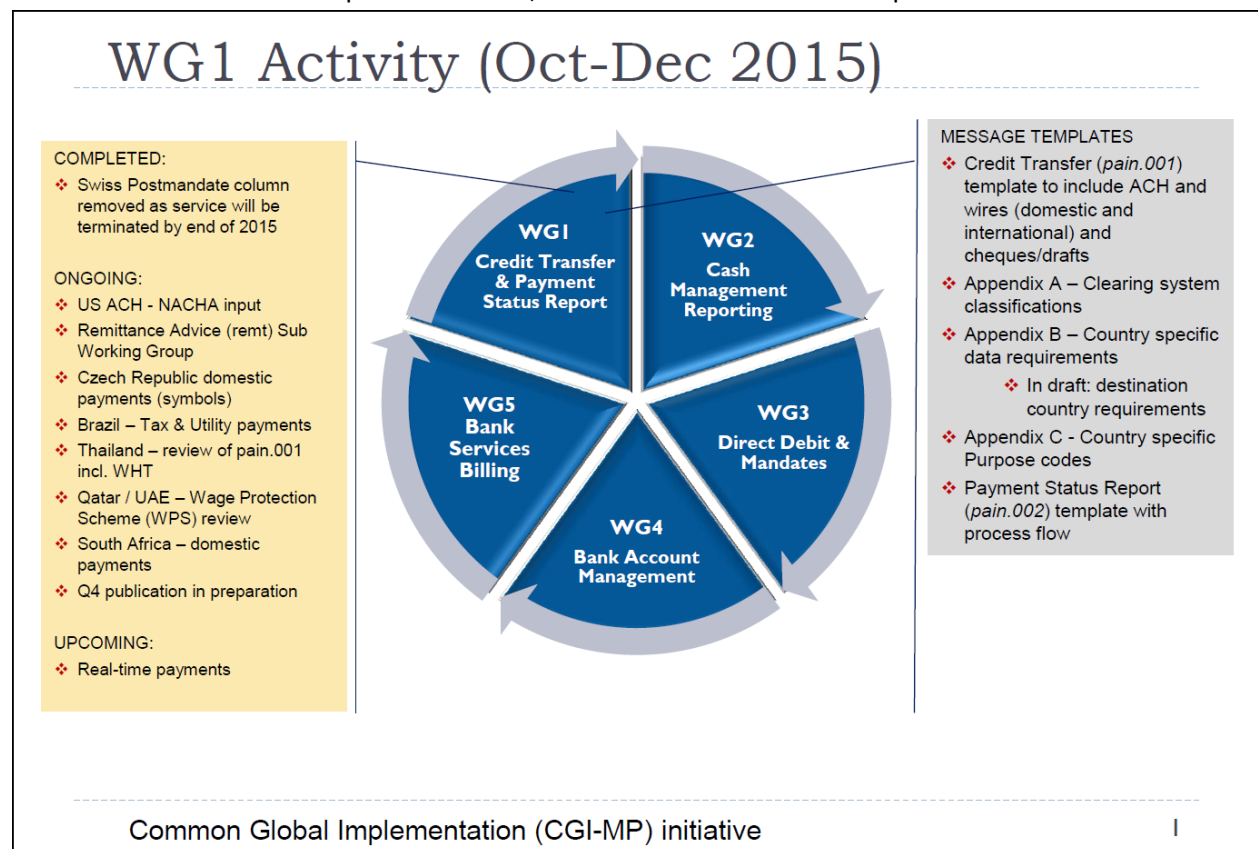 WG1 Activity (Oct-Dec 2015)
COMPLETED:
❖ Swiss Postmandate column
removed as service will be
terminated by end of 2015
ONGOING:
❖ US ACH - NACHA input
❖ Remittance Advice (remt) Sub
Working Group
❖ Czech Republic domestic
payments (symbols)
❖ Brazil – Tax & Utility payments
❖ Thailand – review of pain.001
incl. WHT
❖ Qatar / UAE – Wage Protection
Scheme (WPS) review
❖ South Africa – domestic
payments
❖ Q4 publication in preparation
UPCOMING:
❖ Real-time payments
WG1
Credit Transfer
& Payment
Status Report
WG2
Cash
Management
Reporting
WG3
Direct Debit &
Mandates
WG4
Bank Account
Management
WG5
Bank
Services
Billing
MESSAGE TEMPLATES
❖ Credit Transfer (pain.001)
template to include ACH and
wires (domestic and
international) and
cheques/drafts
❖ Appendix A – Clearing system
classifications
❖ Appendix B – Country specific
data requirements
❖ In draft: destination
country requirements
❖ Appendix C - Country specific
Purpose codes
❖ Payment Status Report
(pain.002) template with
process flow
Common Global Implementation (CGI-MP) initiative
1